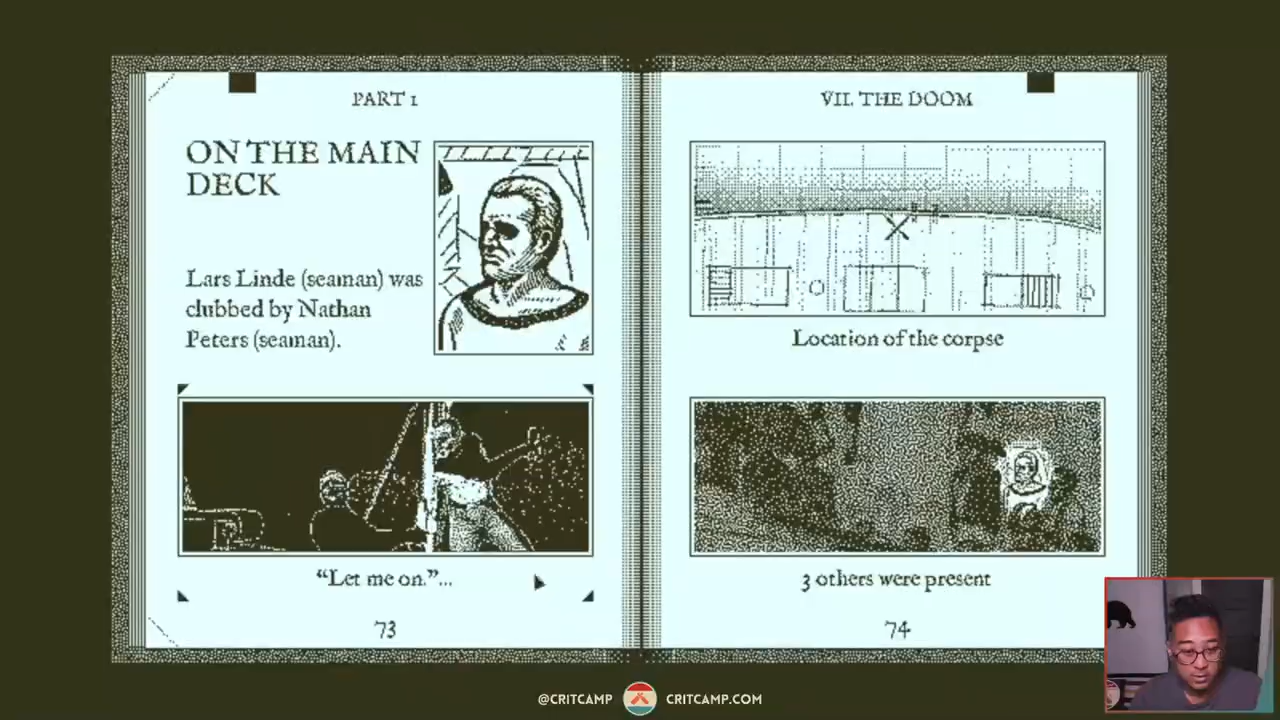 PART 1
ON THE MAIN
DECK
Lars Linde (seaman) was
clubbed by Nathan
Peters (seaman).
“Let me on.”...
73
VII. THE DOOM
Location of the corpse
3 others were present
74
@CRITCAMP
CRITCAMP.COM